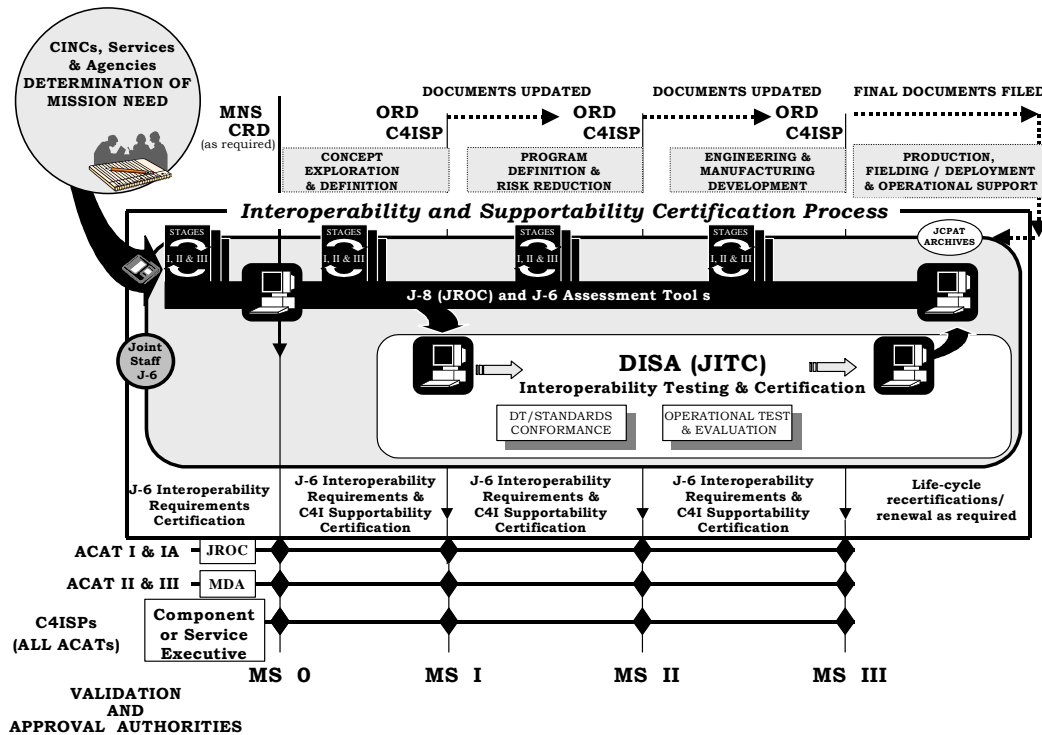 CINCs, Services
& Agencies
DETERMINATION OF
MISSION NEED
MNS
CRD
(as required)
DOCUMENTS UPDATED
DOCUMENTS UPDATED
FINAL DOCUMENTS FILED
ORD
C4ISP
ORD
C4ISP
ORD
C4ISP
CONCEPT
EXPLORATION
& DEFINITION
PROGRAM
DEFINITION &
RISK REDUCTION
ENGINEERING &
MANUFACTURING
DEVELOPMENT
PRODUCTION,
FIELDING / DEPLOYMENT
& OPERATIONAL SUPPORT
Interoperability and Supportability Certification Process
STAGES
I, II & III
STAGES
I, II & III
STAGES
I, II & III
STAGES
I, II & III
JCPAT
ARCHIVES
J-8 (JROC) and J-6 Assessment Tool s
Joint
Staff
J-6
DISA (JITC)
Interoperability Testing & Certification
DT/STANDARDS
CONFORMANCE
OPERATIONAL TEST
& EVALUATION
J-6 Interoperability
Requirements
Certification
J-6 Interoperability
Requirements &
C4I Supportability
Certification
J-6 Interoperability
Requirements &
C4I Supportability
Certification
J-6 Interoperability
Requirements &
C4I Supportability
Certification
Life-cycle
recertifications/
renewal as required
ACAT I & IA
JROC
ACAT II & III
MDA
C4ISPs
(ALL ACATs)
Component
or Service
Executive
MS 0
MS I
MS II
MS III
VALIDATION
AND
APPROVAL AUTHORITIES